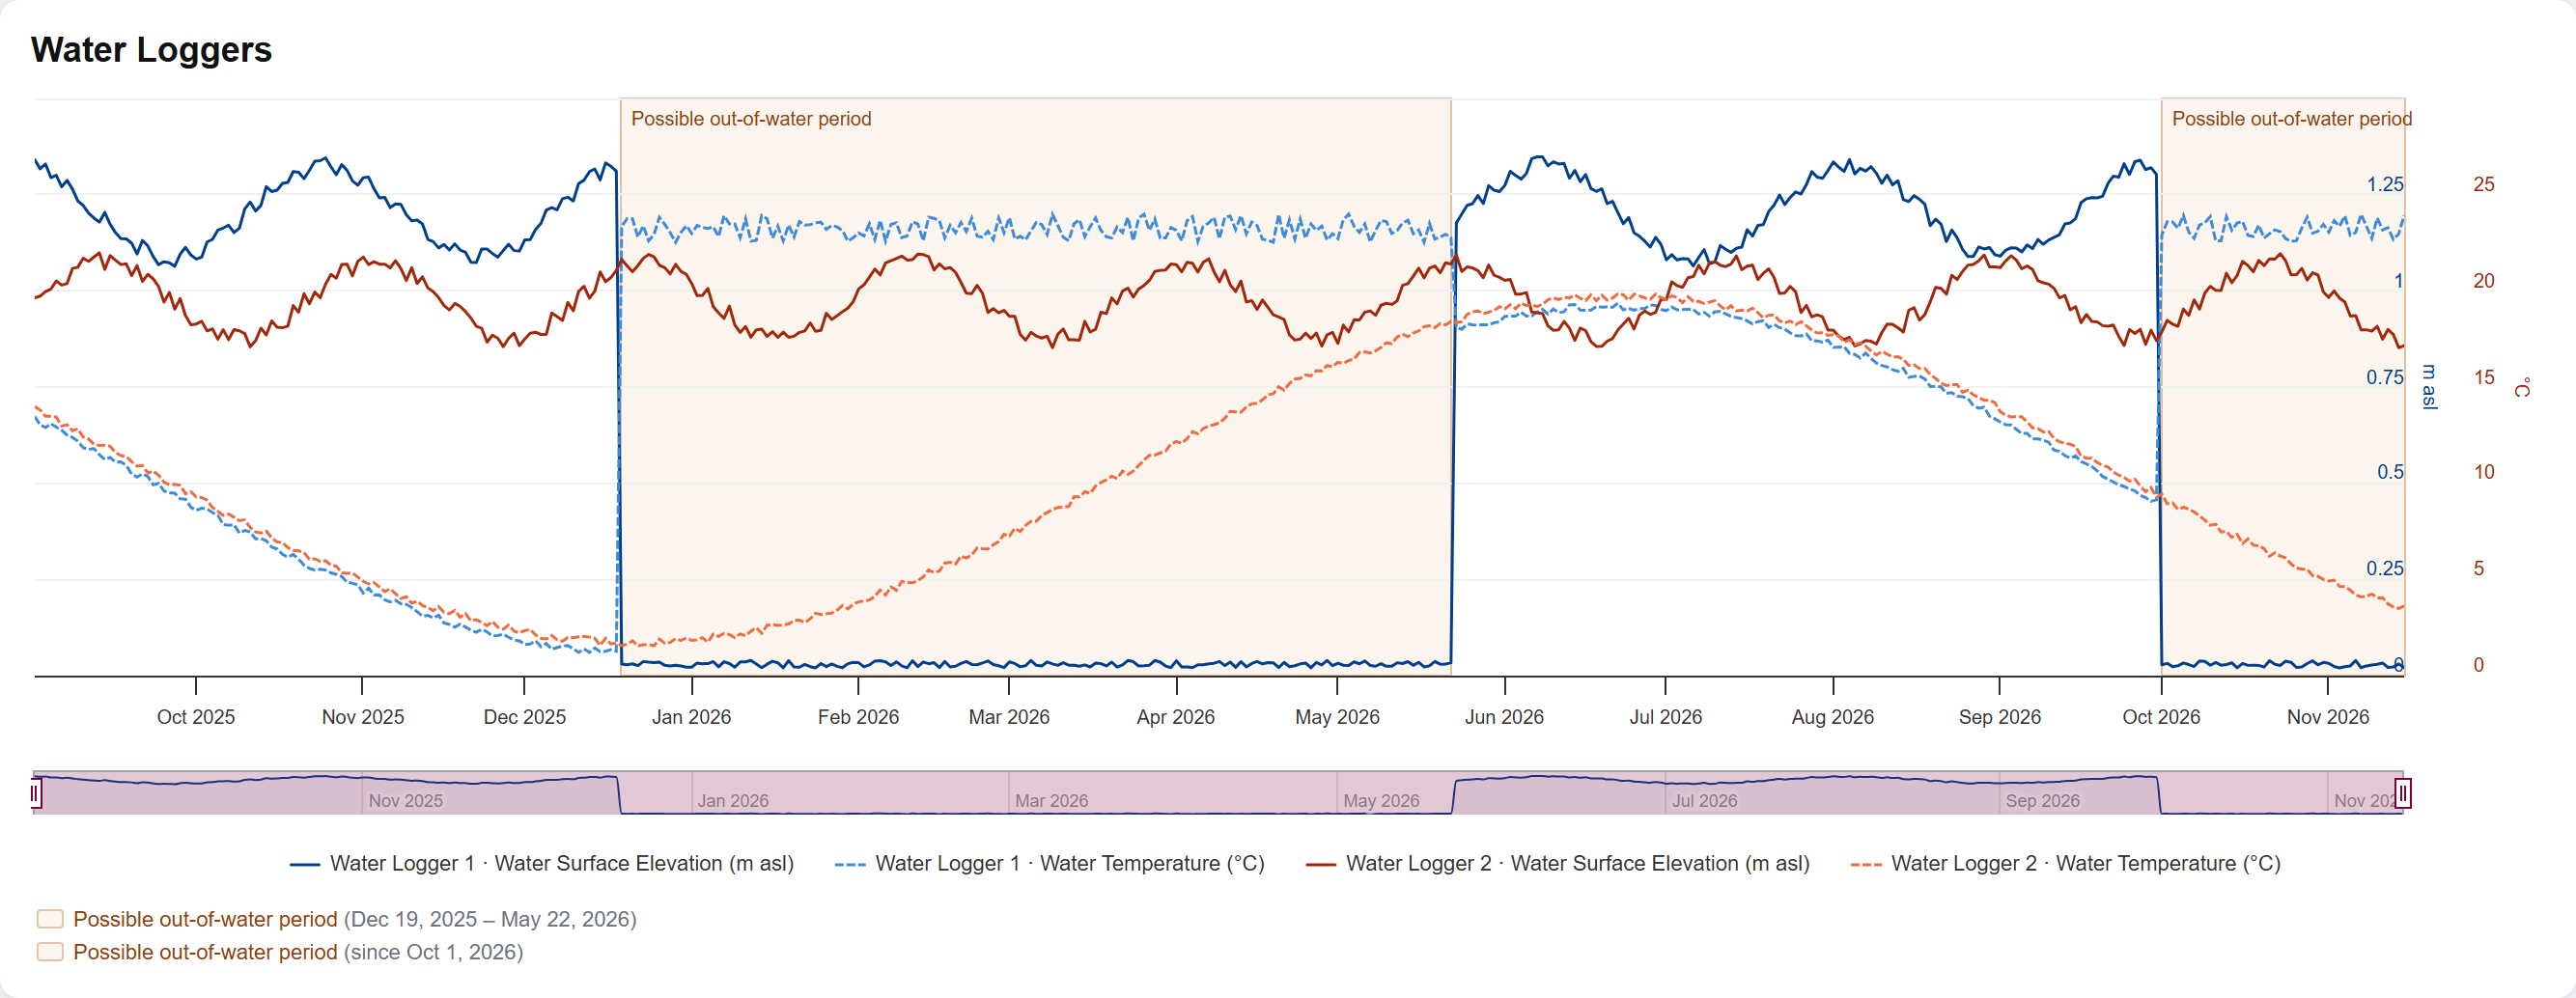 Water Loggers
Possible out-of-water period
Possible out-of-water period
1.25
25
1
20
0.75
15
m asl
°C
0.5
10
0.25
5
0
0
Oct 2025
Nov 2025
Dec 2025
Jan 2026
Feb 2026
Mar 2026
Apr 2026
May 2026
Jun 2026
Jul 2026
Aug 2026
Sep 2026
Oct 2026
Nov 2026
Nov 2025
Jan 2026
Mar 2026
May 2026
Jul 2026
Sep 2026
Nov 202
Water Logger 1 · Water Surface Elevation (m asl)
Water Logger 1 · Water Temperature (°C)
Water Logger 2 · Water Surface Elevation (m asl)
Water Logger 2 · Water Temperature (°C)
Possible out-of-water period (Dec 19, 2025 – May 22, 2026)
Possible out-of-water period (since Oct 1, 2026)